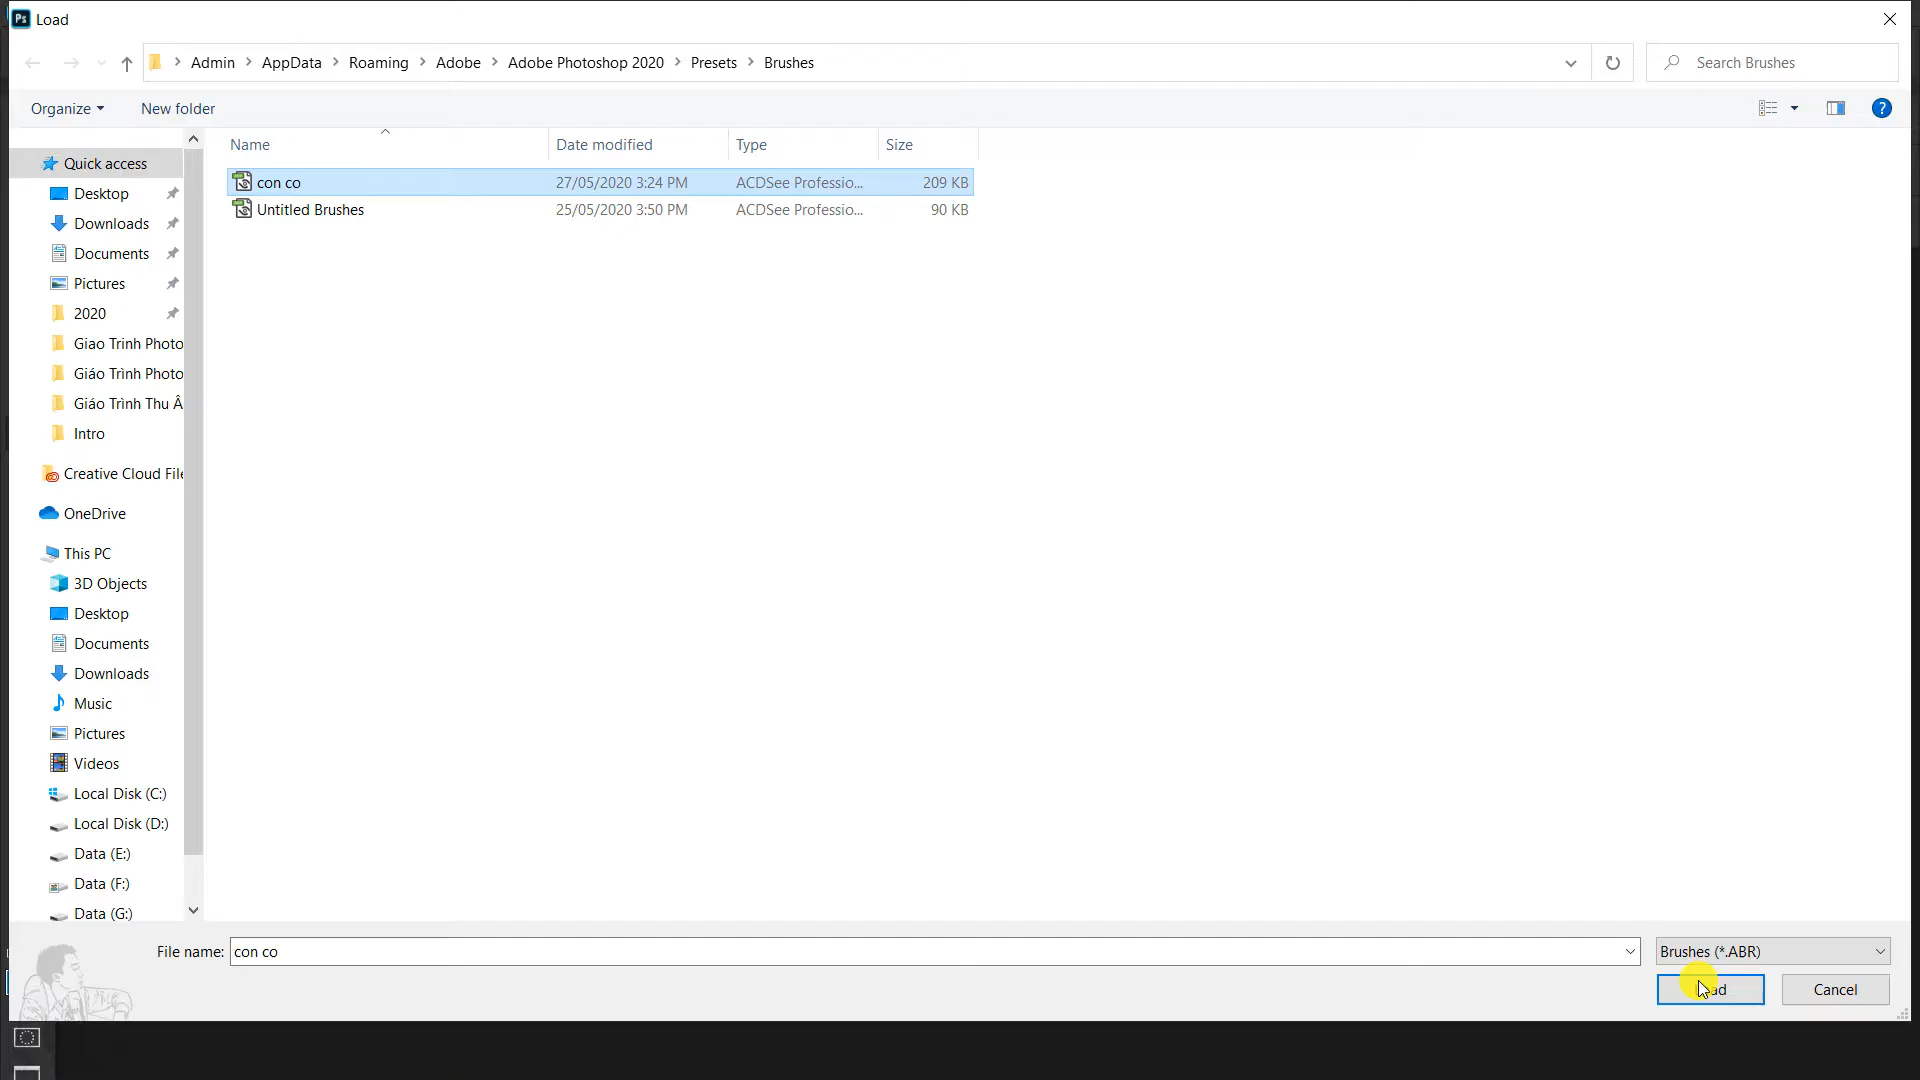 Ps Load
Admin AppData Roaming Adobe Adobe Photoshop 2020 Presets Brushes
Search Brushes
Organize New folder
?
Name Date modified Type Size
Quick access
Desktop
Downloads
Documents
Pictures
2020
Giao Trinh Photo
Giáo Trình Photo
Giáo Trình Thu Â
Intro
Creative Cloud File
OneDrive
This PC
3D Objects
Desktop
Documents
Downloads
Music
Pictures
Videos
Local Disk (C:)
Local Disk (D:)
Data (E:)
Data (F:)
Data (G:)
con co 27/05/2020 3:24 PM ACDSee Professio... 209 KB
Untitled Brushes 25/05/2020 3:50 PM ACDSee Professio... 90 KB
File name: con co Brushes (*.ABR)
Cancel